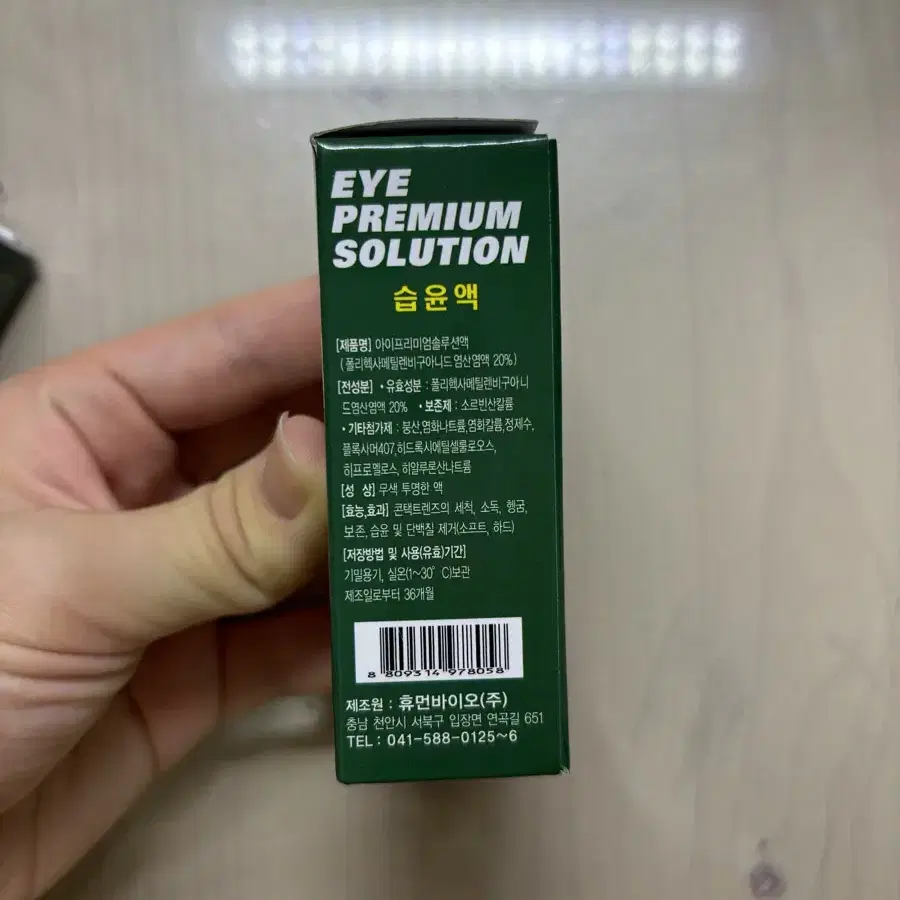 EYE
PREMIUM
SOLUTION
습윤액
[제품명] 아이프리미엄솔루션액
(폴리헥사메틸렌비구아니드 염산염액 20%)
[전성분] •유효성분 : 폴리헥사메틸렌비구아니
드염산염액 20% •보존제 : 소르빈산칼륨
•기타첨가제 : 붕산,염화나트륨,염화칼륨,정제수,
플록사머407,히드록시에틸셀룰로오스,
히프로멜로스, 히알루론산나트륨
[성 상] 무색 투명한 액
[효능,효과] 콘택트렌즈의 세척, 소독, 헹굼,
보존, 습윤 및 단백질 제거(소프트, 하드)
[저장방법 및 사용(유효)기간]
기밀용기, 실온(1~30° C)보관
제조일로부터 36개월
8 809314 978058
제조원 : 휴먼바이오(주)
충남 천안시 서북구 입장면 연곡길 651
TEL : 041-588-0125~6